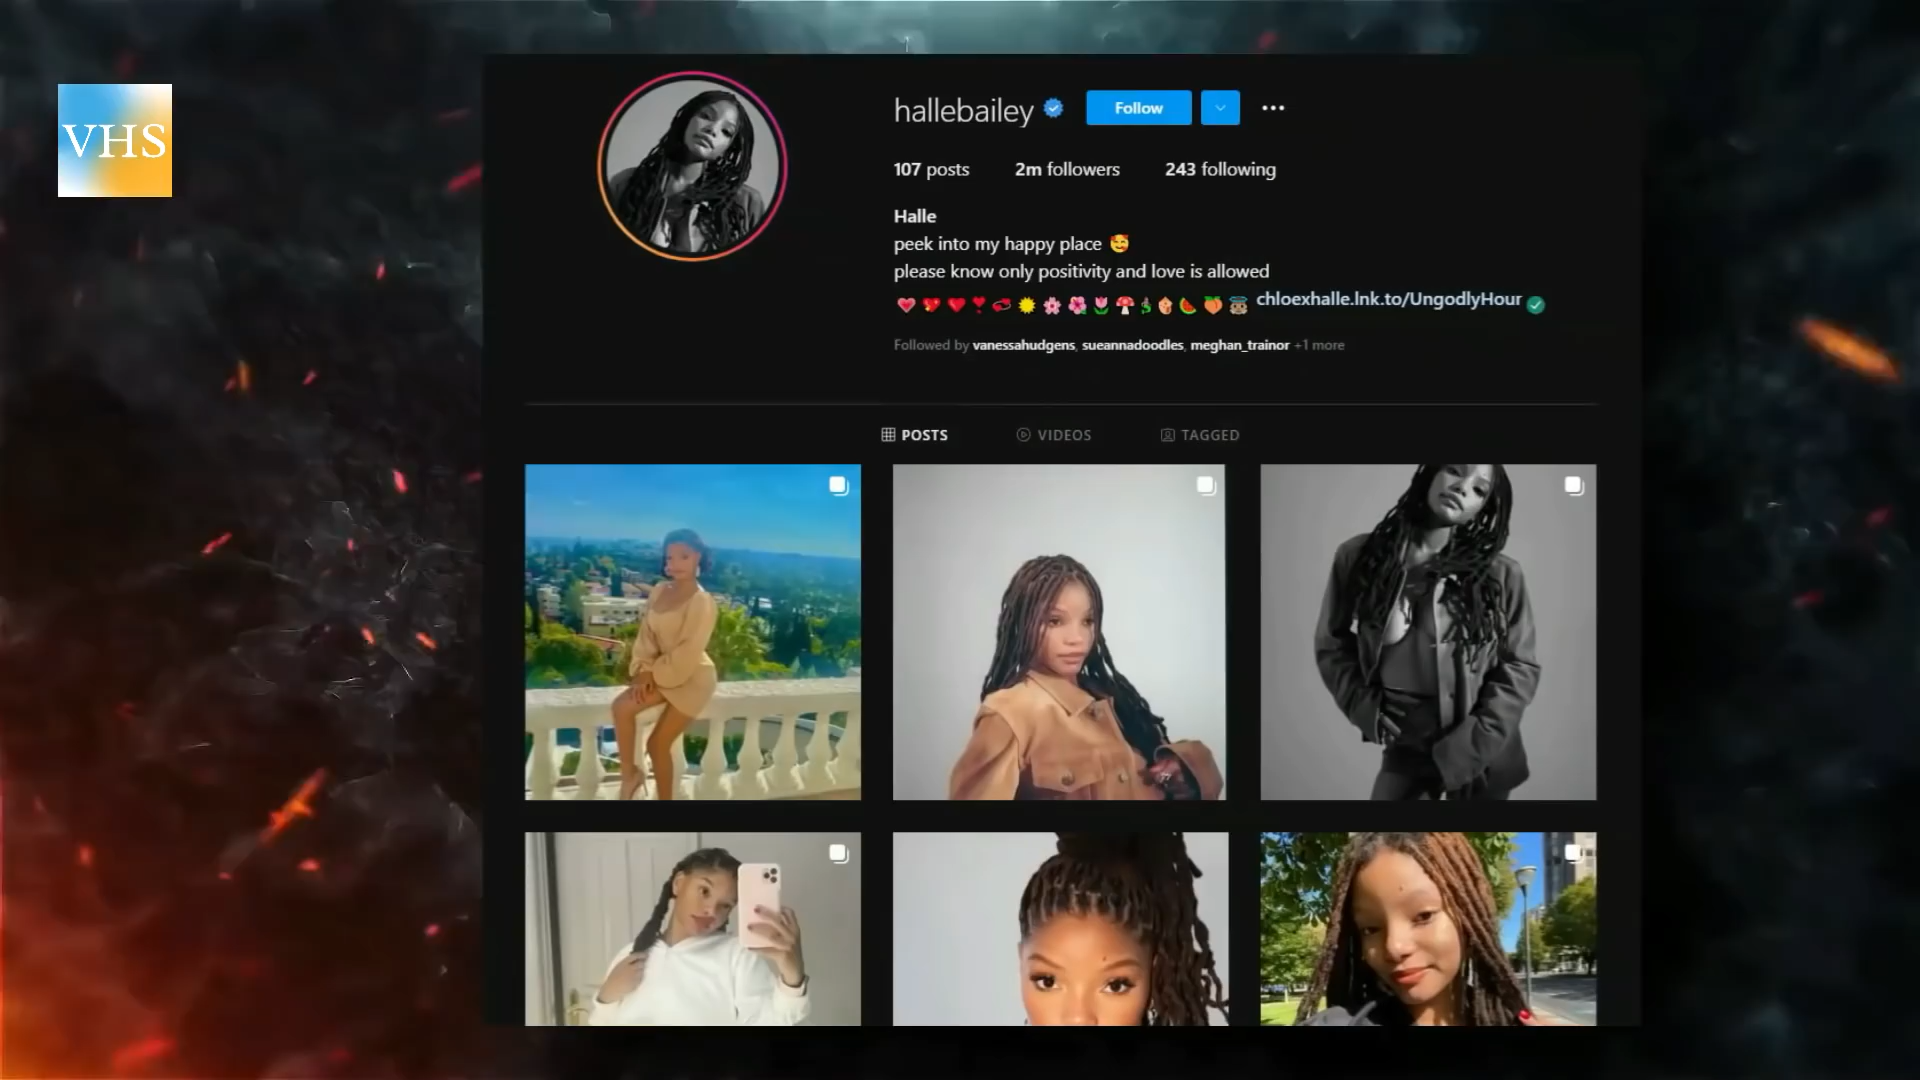 VHS
hallebailey
Follow
107 posts 2m followers 243 following
Halle
peek into my happy place 🥰
please know only positivity and love is allowed
chloexhalle.lnk.to/UngodlyHour
Followed by vanessahudgens, sueannadoodles, meghan_trainor +1 more
POSTS VIDEOS TAGGED